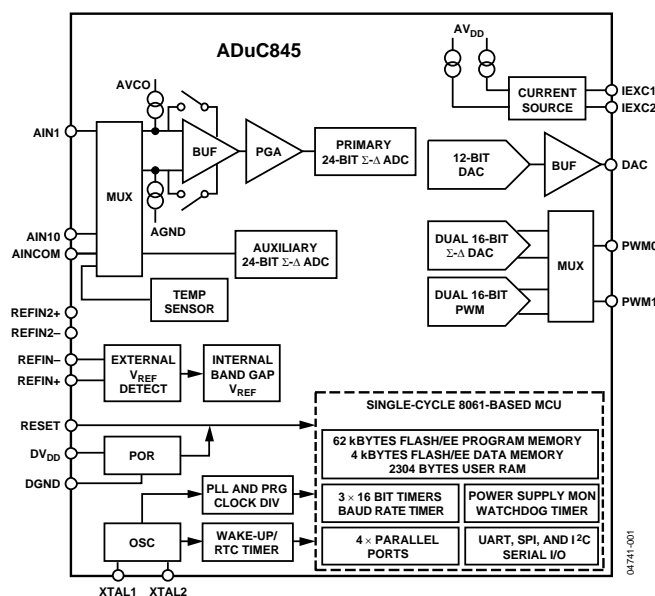 ADuC845
AVCO
AIN1
MUX
BUF
PGA
PRIMARY
24-BIT Σ-Δ ADC
AGND
AIN10
AINCOM
AUXILIARY
24-BIT Σ-Δ ADC
TEMP
SENSOR
REFIN2+
REFIN2–
REFIN–
REFIN+
EXTERNAL
VREF
DETECT
INTERNAL
BAND GAP
VREF
RESET
DVDD
DGND
POR
PLL AND PRG
CLOCK DIV
OSC
WAKE-UP/
RTC TIMER
XTAL1
XTAL2
AVDD
CURRENT
SOURCE
IEXC1
IEXC2
12-BIT
DAC
BUF
DAC
DUAL 16-BIT
Σ-Δ DAC
DUAL 16-BIT
PWM
MUX
PWM0
PWM1
SINGLE-CYCLE 8061-BASED MCU
62 kBYTES FLASH/EE PROGRAM MEMORY
4 kBYTES FLASH/EE DATA MEMORY
2304 BYTES USER RAM
3 × 16 BIT TIMERS
BAUD RATE TIMER
POWER SUPPLY MON
WATCHDOG TIMER
4 × PARALLEL
PORTS
UART, SPI, AND I2C
SERIAL I/O
04741-001